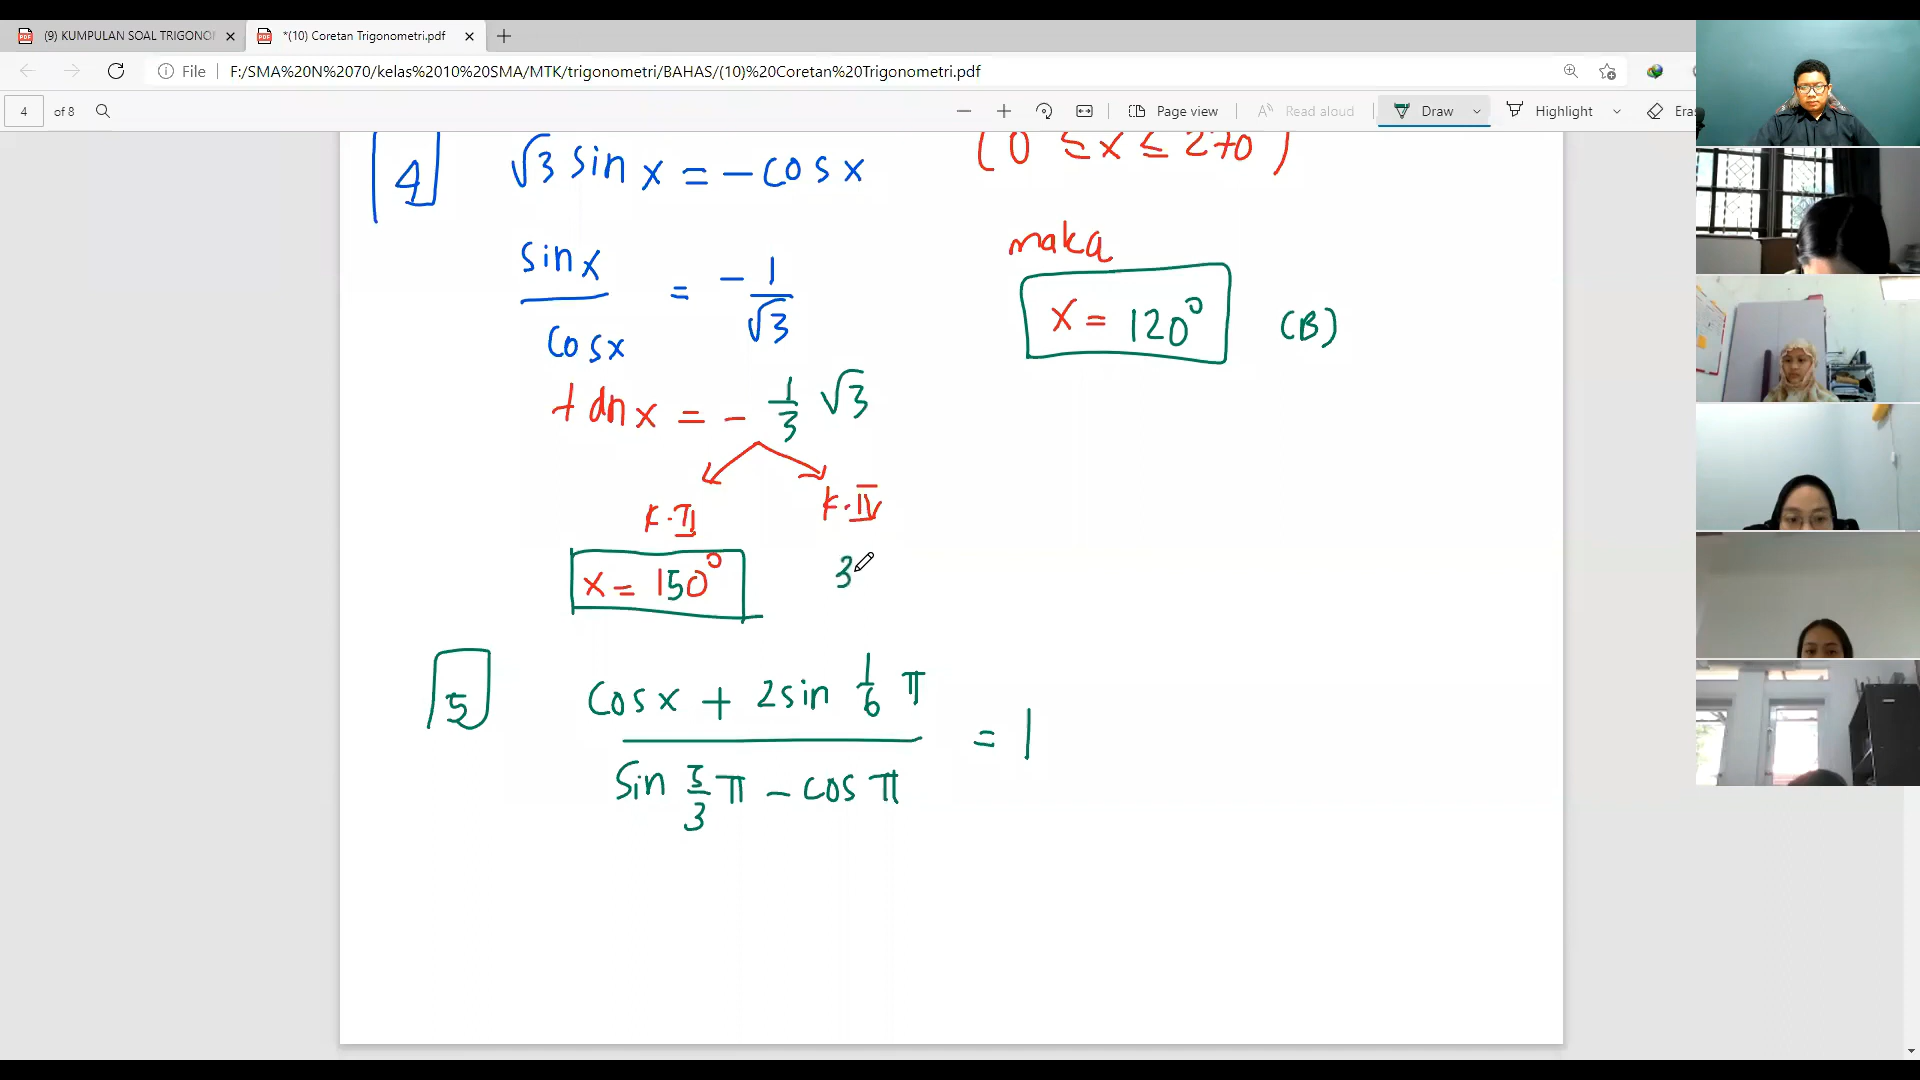 (9) KUMPULAN SOAL TRIGONO
*(10) Coretan Trigonometri.pdf
File
F:/SMA%20N%2070/kelas%2010%20SMA/MTK/trigonometri/BAHAS/(10)%20Coretan%20Trigonometri.pdf
4 of 8
Page view
Read aloud
Draw
Highlight
Eras
4
√3 sin x = - cos x
(0 ≤ x ≤ 270)
sin x / cos x = - 1/√3
maka
x = 120° (B)
tan x = - 1/3 √3
K. II
K. IV
x = 150°
3
5
cos x + 2 sin 1/6 π
= 1
sin 5/3 π - cos π